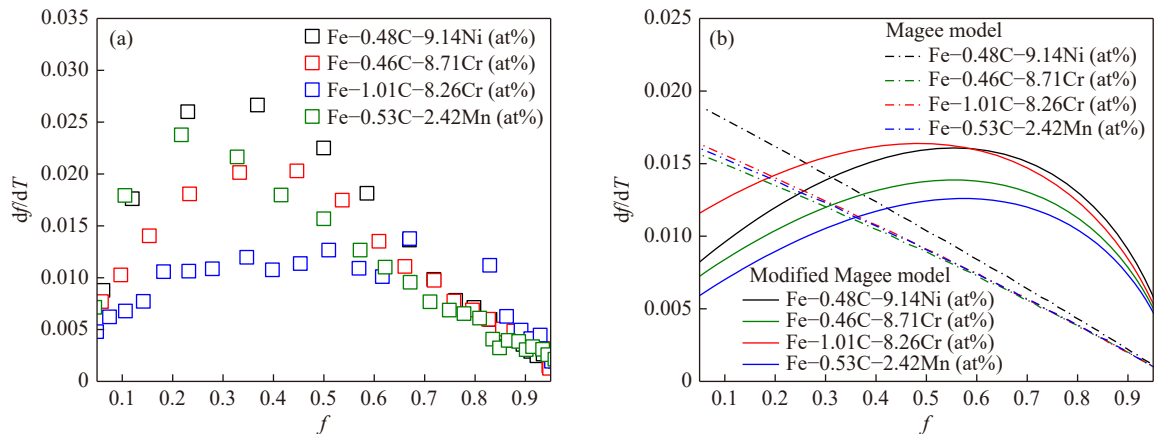 (a)
Fe−0.48C−9.14Ni (at%)
Fe−0.46C−8.71Cr (at%)
Fe−1.01C−8.26Cr (at%)
Fe−0.53C−2.42Mn (at%)
0.035
0.030
0.025
0.020
0.015
0.010
0.005
0
df/dT
0.1 0.2 0.3 0.4 0.5 0.6 0.7 0.8 0.9
f
(b)
Magee model
Fe−0.48C−9.14Ni (at%)
Fe−0.46C−8.71Cr (at%)
Fe−1.01C−8.26Cr (at%)
Fe−0.53C−2.42Mn (at%)
0.025
0.020
0.015
0.010
0.005
0
df/dT
Modified Magee model
Fe−0.48C−9.14Ni (at%)
Fe−0.46C−8.71Cr (at%)
Fe−1.01C−8.26Cr (at%)
Fe−0.53C−2.42Mn (at%)
0.1 0.2 0.3 0.4 0.5 0.6 0.7 0.8 0.9
f